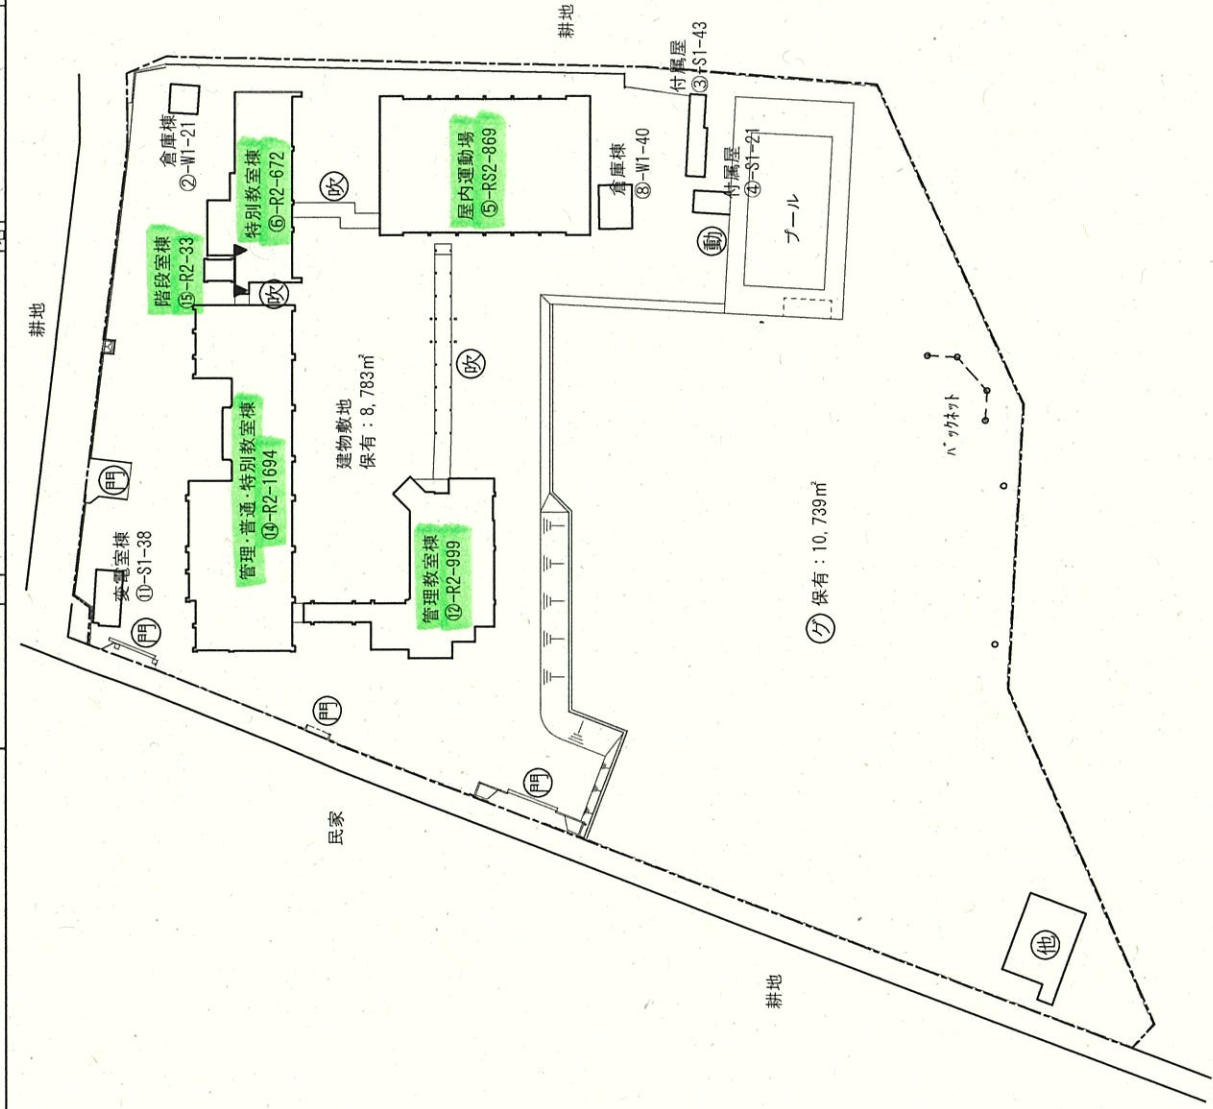 耕地
耕地
付属屋
③-S1-43
倉庫棟
②-W1-21
特別教室棟
⑥-R2-672
吹
屋内運動場
⑤-RS2-869
倉庫棟
⑧-W1-40
付属屋
④-S1-21
動
プール
階段室棟
⑮-R2-33
吹
吹
門
管理・普通・特別教室棟
⑭-R2-1694
建物敷地
保有：8,783㎡
バックネット
変電室棟
⑪-S1-38
門
管理教室棟
⑫-R2-999
グ 保有：10,739㎡
門
門
民家
耕地
他